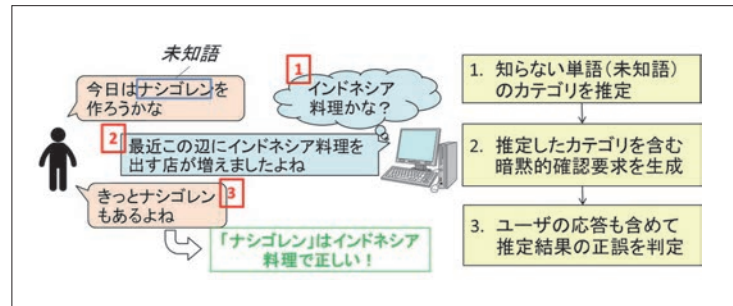 未知語
今日はナシゴレンを
作ろうかな
1
インドネシア
料理かな?
2
最近この辺にインドネシア料理を
出す店が増えましたよね
きっとナシゴレン
もあるよね
3
「ナシゴレン」はインドネシア
料理で正しい!
1. 知らない単語(未知語)
のカテゴリを推定
2. 推定したカテゴリを含む
暗黙的確認要求を生成
3. ユーザの応答も含めて
推定結果の正誤を判定